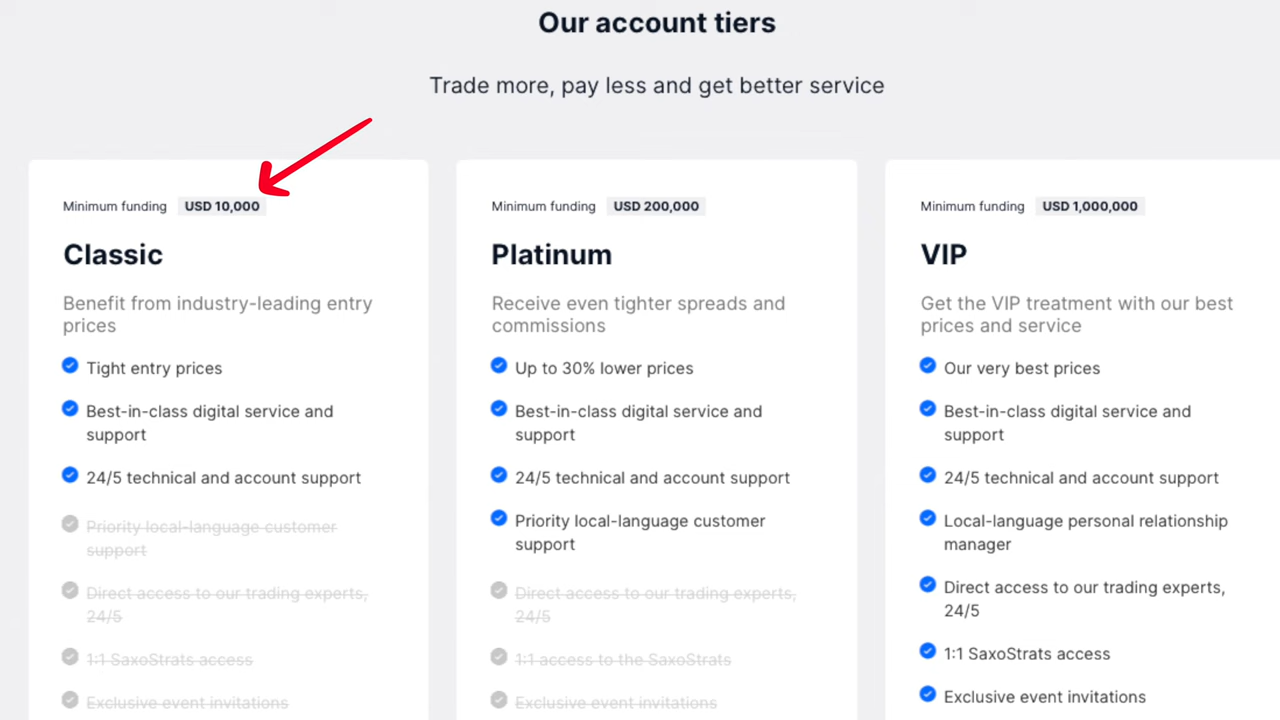 Our account tiers
Trade more, pay less and get better service
Minimum funding USD 10,000
Classic
Benefit from industry-leading entry
prices
Tight entry prices
Best-in-class digital service and
support
24/5 technical and account support
Priority local-language customer
support
Direct access to our trading experts,
24/5
1:1 SaxoStrats access
Exclusive event invitations
Minimum funding USD 200,000
Platinum
Receive even tighter spreads and
commissions
Up to 30% lower prices
Best-in-class digital service and
support
24/5 technical and account support
Priority local-language customer
support
Direct access to our trading experts,
24/5
1:1 access to the SaxoStrats
Exclusive event invitations
Minimum funding USD 1,000,000
VIP
Get the VIP treatment with our best
prices and service
Our very best prices
Best-in-class digital service and
support
24/5 technical and account support
Local-language personal relationship
manager
Direct access to our trading experts,
24/5
1:1 SaxoStrats access
Exclusive event invitations